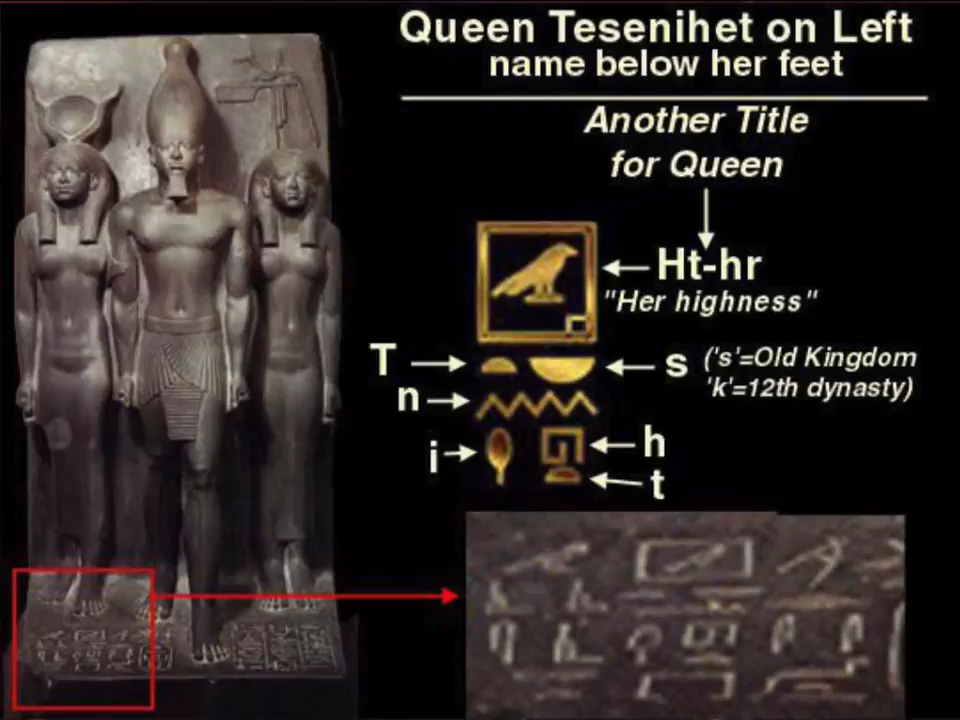 Queen Tesenihet on Left
name below her feet
Another Title
for Queen
Ht-hr
"Her highness"
T
s ('s'=Old Kingdom
'k'=12th dynasty)
n
i
h
t